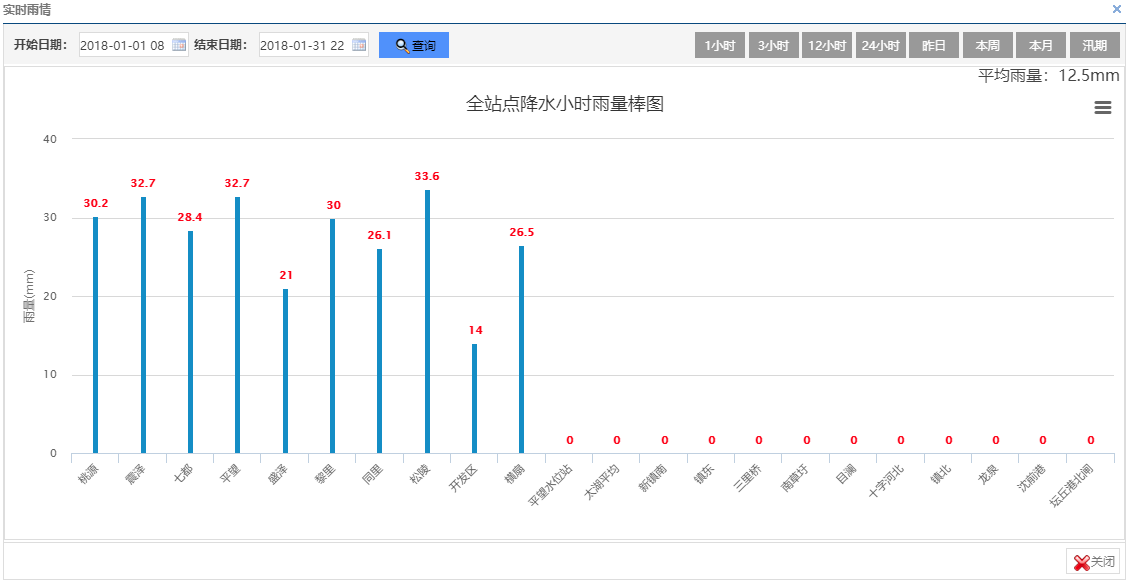 实时雨情
开始日期： 2018-01-01 08 结束日期： 2018-01-31 22 查询 1小时 3小时 12小时 24小时 昨日 本周 本月 汛期
平均雨量：12.5mm
全站点降水小时雨量棒图
雨量(mm)
40
30
20
10
0
30.2
32.7
28.4
32.7
21
30
26.1
33.6
14
26.5
0
0
0
0
0
0
0
0
0
0
0
0
桃源
震泽
七都
平望
盛泽
黎里
同里
松陵
开发区
横扇
平望水位站
太湖平均
新镇南
镇东
三里桥
南草圩
目澜
十字河北
镇北
龙泉
沈前港
坛丘港北闸
关闭